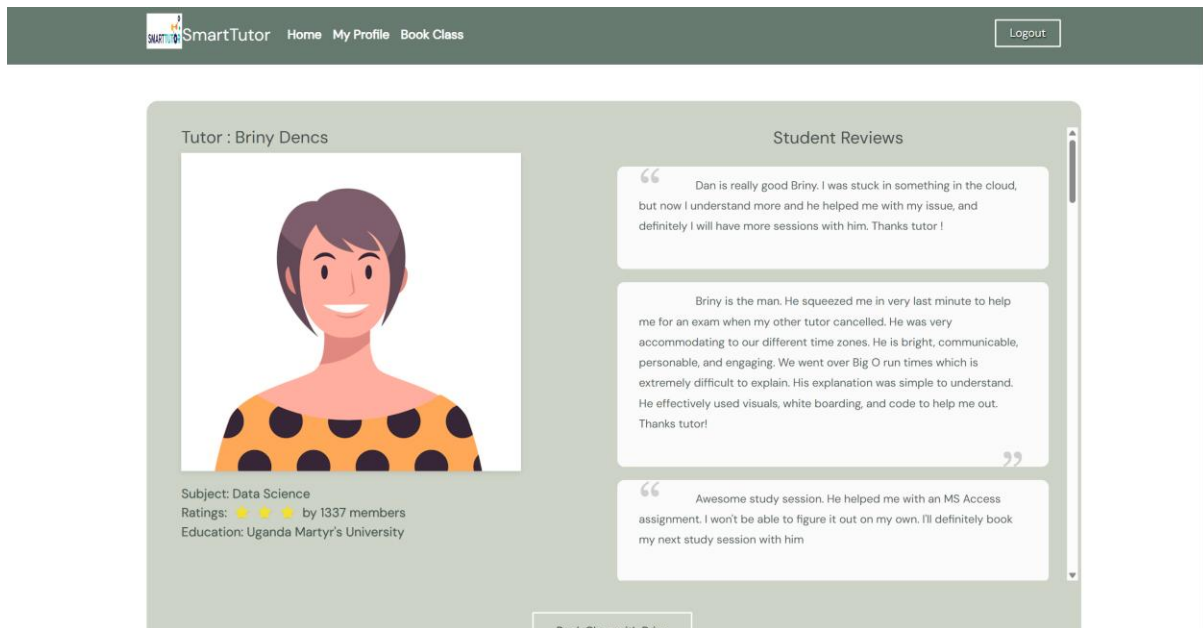 SMARTTUTOR SmartTutor Home My Profile Book Class Logout
Tutor : Briny Dencs
Subject: Data Science
Ratings: by 1337 members
Education: Uganda Martyr's University
Student Reviews
“
Dan is really good Briny. I was stuck in something in the cloud,
but now I understand more and he helped me with my issue, and
definitely I will have more sessions with him. Thanks tutor !
Briny is the man. He squeezed me in very last minute to help
me for an exam when my other tutor cancelled. He was very
accommodating to our different time zones. He is bright, communicable,
personable, and engaging. We went over Big O run times which is
extremely difficult to explain. His explanation was simple to understand.
He effectively used visuals, white boarding, and code to help me out.
Thanks tutor!
”
“
Awesome study session. He helped me with an MS Access
assignment. I won't be able to figure it out on my own. I'll definitely book
my next study session with him